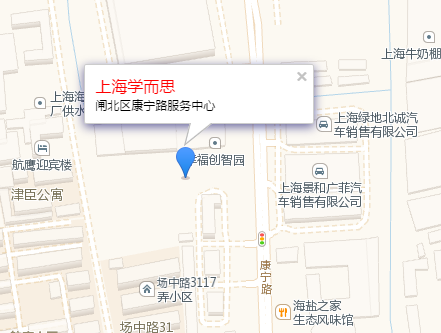 上海牛奶棚
上海学而思
闸北区康宁路服务中心
上海海
厂供水
上海绿地北诚汽
车销售有限公司
航鹰迎宾楼
福创智园
津臣公寓
上海景和广菲汽
车销售有限公司
康宁路
场中路3117
弄小区
海盐之家
生态风味馆
场中路31